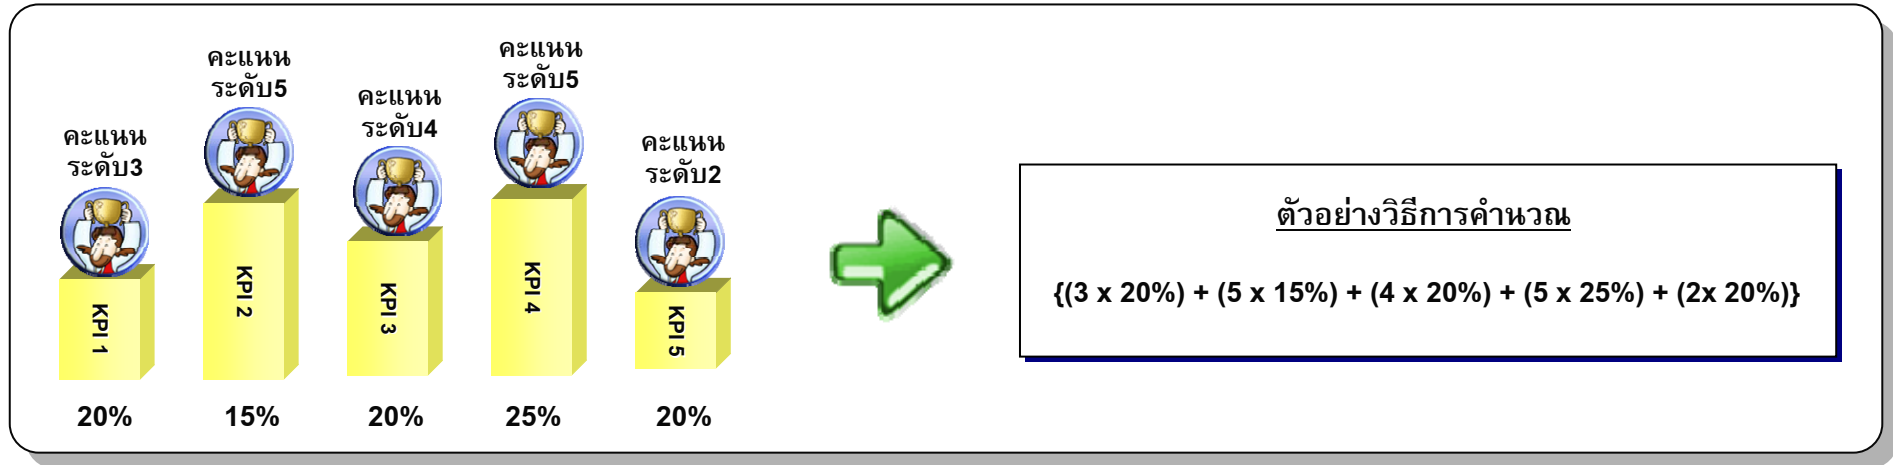 คะแนน
ระดับ3
คะแนน
ระดับ5
คะแนน
ระดับ4
คะแนน
ระดับ5
คะแนน
ระดับ2
KPI 1
KPI 2
KPI 3
KPI 4
KPI 5
20%
15%
20%
25%
20%
ตัวอย่างวิธีการคำนวณ
{(3 x 20%) + (5 x 15%) + (4 x 20%) + (5 x 25%) + (2x 20%)}